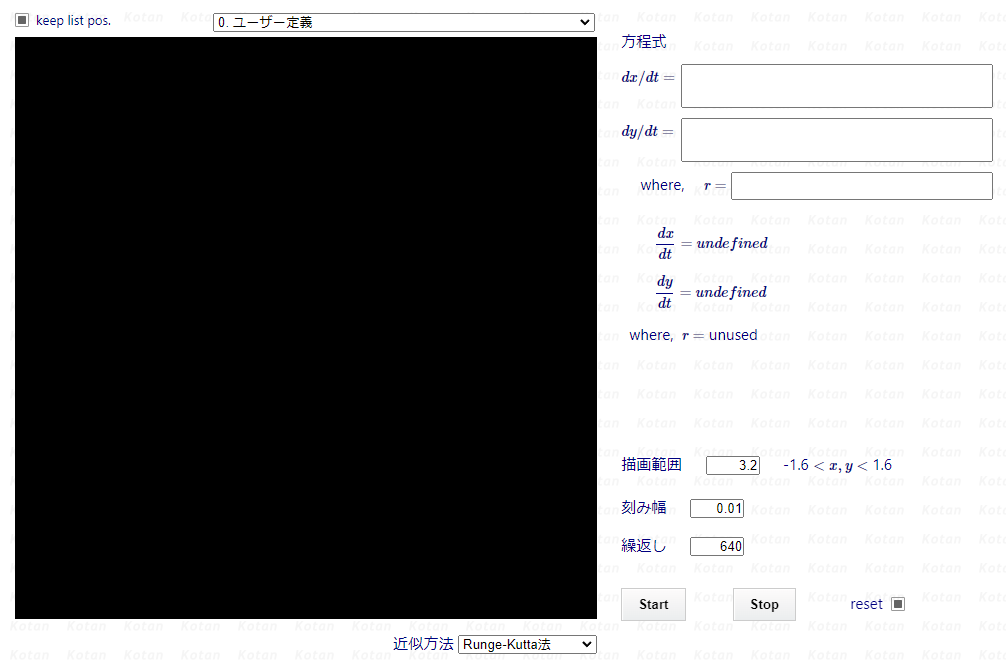 keep list pos.
0. ユーザー定義
方程式
dx/dt =
dy/dt =
where, r =
dx/dt = undefined
dy/dt = undefined
where, r = unused
描画範囲 3.2 -1.6 < x, y < 1.6
刻み幅 0.01
繰返し 640
Start Stop reset
近似方法 Runge-Kutta法
Kotan